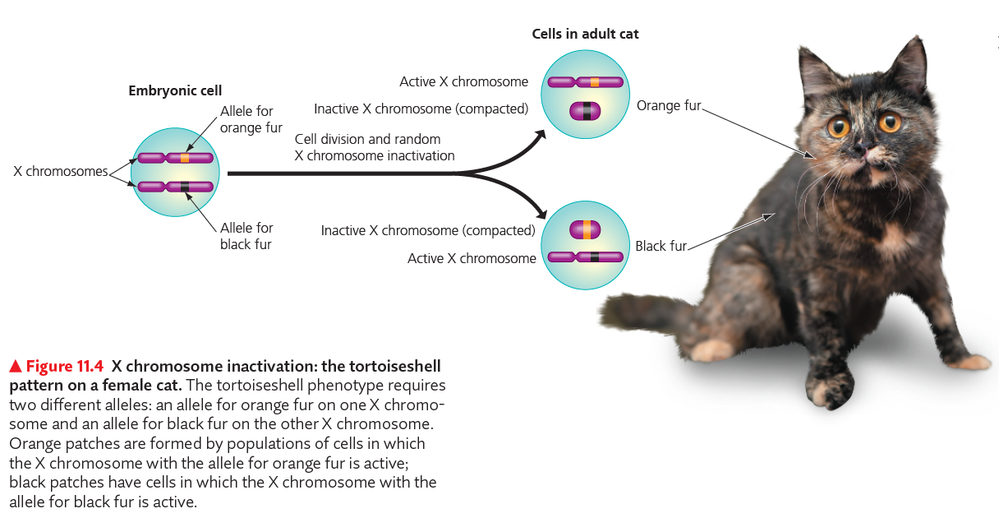 Cells in adult cat
Embryonic cell
Allele for
orange fur
X chromosomes
Allele for
black fur
Cell division and random
X chromosome inactivation
Active X chromosome
Inactive X chromosome (compacted)
Orange fur
Inactive X chromosome (compacted)
Active X chromosome
Black fur
▲ Figure 11.4 X chromosome inactivation: the tortoiseshell
pattern on a female cat. The tortoiseshell phenotype requires
two different alleles: an allele for orange fur on one X chromo-
some and an allele for black fur on the other X chromosome.
Orange patches are formed by populations of cells in which
the X chromosome with the allele for orange fur is active;
black patches have cells in which the X chromosome with the
allele for black fur is active.